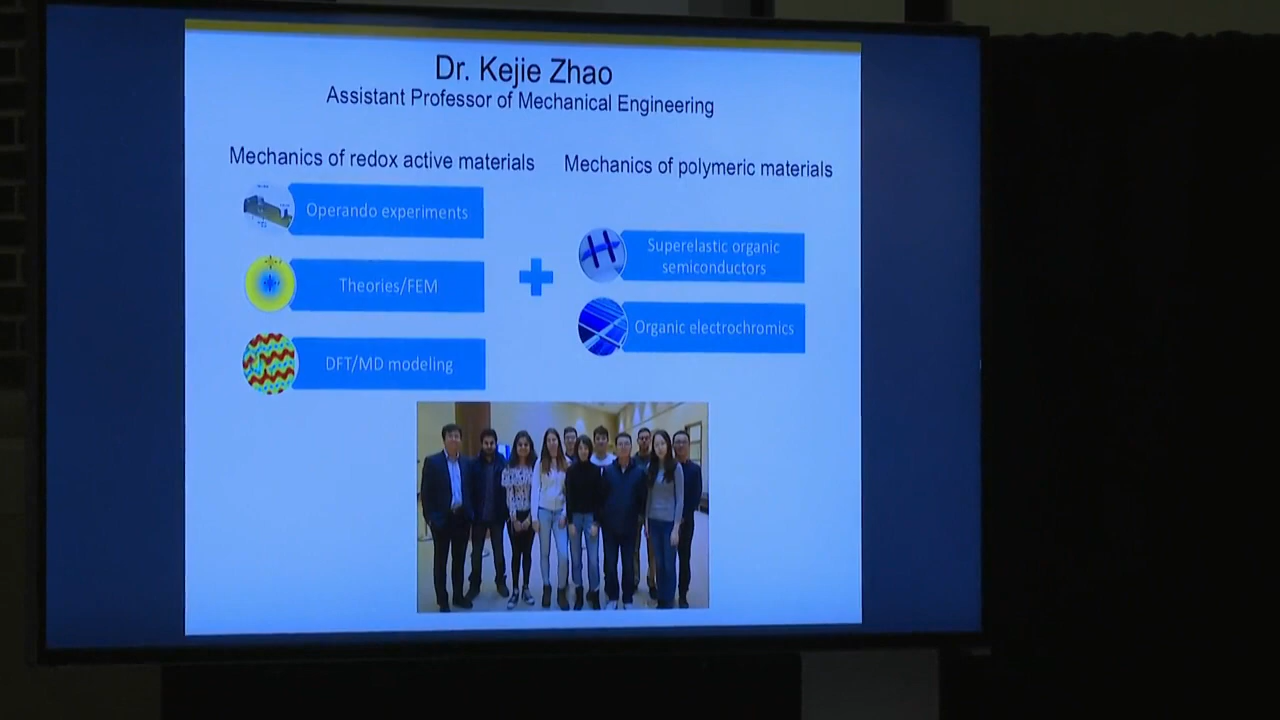 Dr. Kejie Zhao
Assistant Professor of Mechanical Engineering
Mechanics of redox active materials
Operando experiments
Theories/FEM
DFT/MD modeling
Mechanics of polymeric materials
Superelastic organic
semiconductors
Organic electrochromics